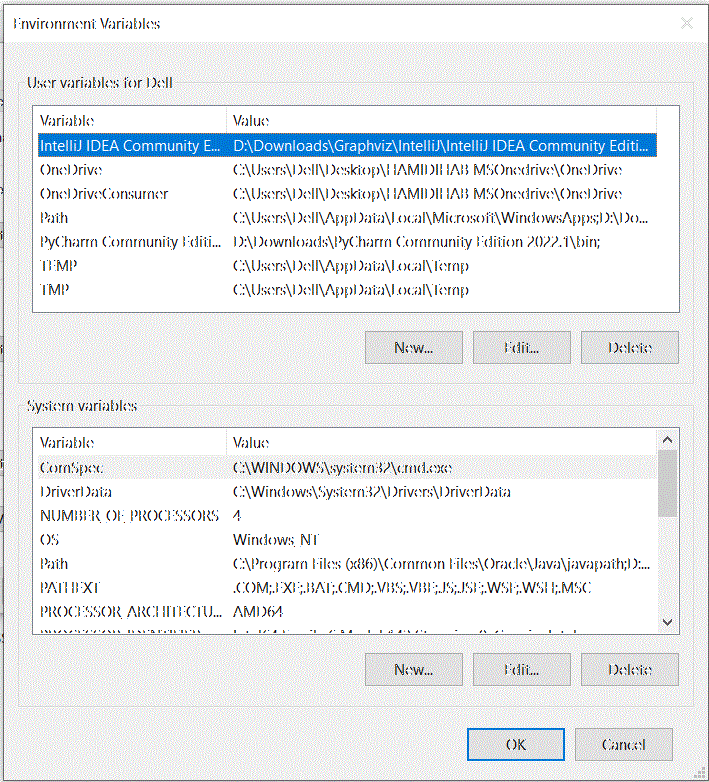 Environment Variables
User variables for Dell
Variable Value
IntelliJ IDEA Community E... D:\Downloads\Graphviz\IntelliJ\IntelliJ IDEA Community Editi...
OneDrive C:\Users\Dell\Desktop\HAMIDIHAB MSOnedrive\OneDrive
OneDriveConsumer C:\Users\Dell\Desktop\HAMIDIHAB MSOnedrive\OneDrive
Path C:\Users\Dell\AppData\Local\Microsoft\WindowsApps;D:\Do...
PyCharm Community Editi... D:\Downloads\PyCharm Community Edition 2022.1\bin;
TEMP C:\Users\Dell\AppData\Local\Temp
TMP C:\Users\Dell\AppData\Local\Temp
New... Edit... Delete
System variables
Variable Value
ComSpec C:\WINDOWS\system32\cmd.exe
DriverData C:\Windows\System32\Drivers\DriverData
NUMBER_OF_PROCESSORS 4
OS Windows_NT
Path C:\Program Files (x86)\Common Files\Oracle\Java\javapath;D:...
PATHEXT .COM;.EXE;.BAT;.CMD;.VBS;.VBE;.JS;.JSE;.WSF;.WSH;.MSC
PROCESSOR_ARCHITECTU... AMD64
New... Edit... Delete
OK Cancel